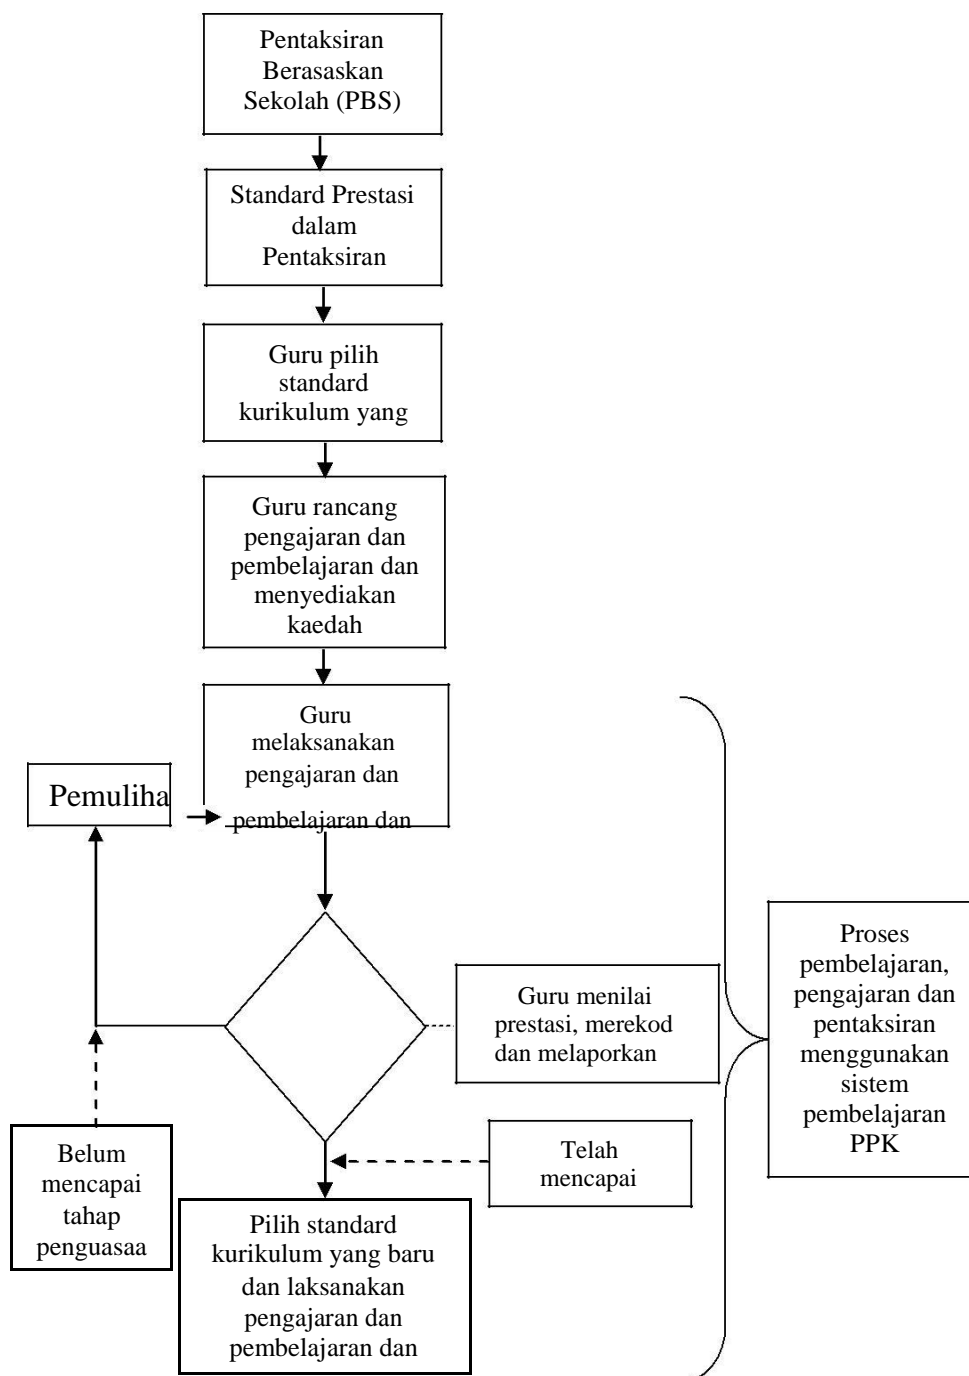 Pentaksiran
Berasaskan
Sekolah (PBS)
Standard Prestasi
dalam
Pentaksiran
Guru pilih
standard
kurikulum yang
Guru rancang
pengajaran dan
pembelajaran dan
menyediakan
kaedah
Guru
melaksanakan
pengajaran dan
pembelajaran dan
Pemuliha
Guru menilai
prestasi, merekod
dan melaporkan
Proses
pembelajaran,
pengajaran dan
pentaksiran
menggunakan
sistem
pembelajaran
PPK
Belum
mencapai
tahap
penguasaa
Telah
mencapai
Pilih standard
kurikulum yang baru
dan laksanakan
pengajaran dan
pembelajaran dan